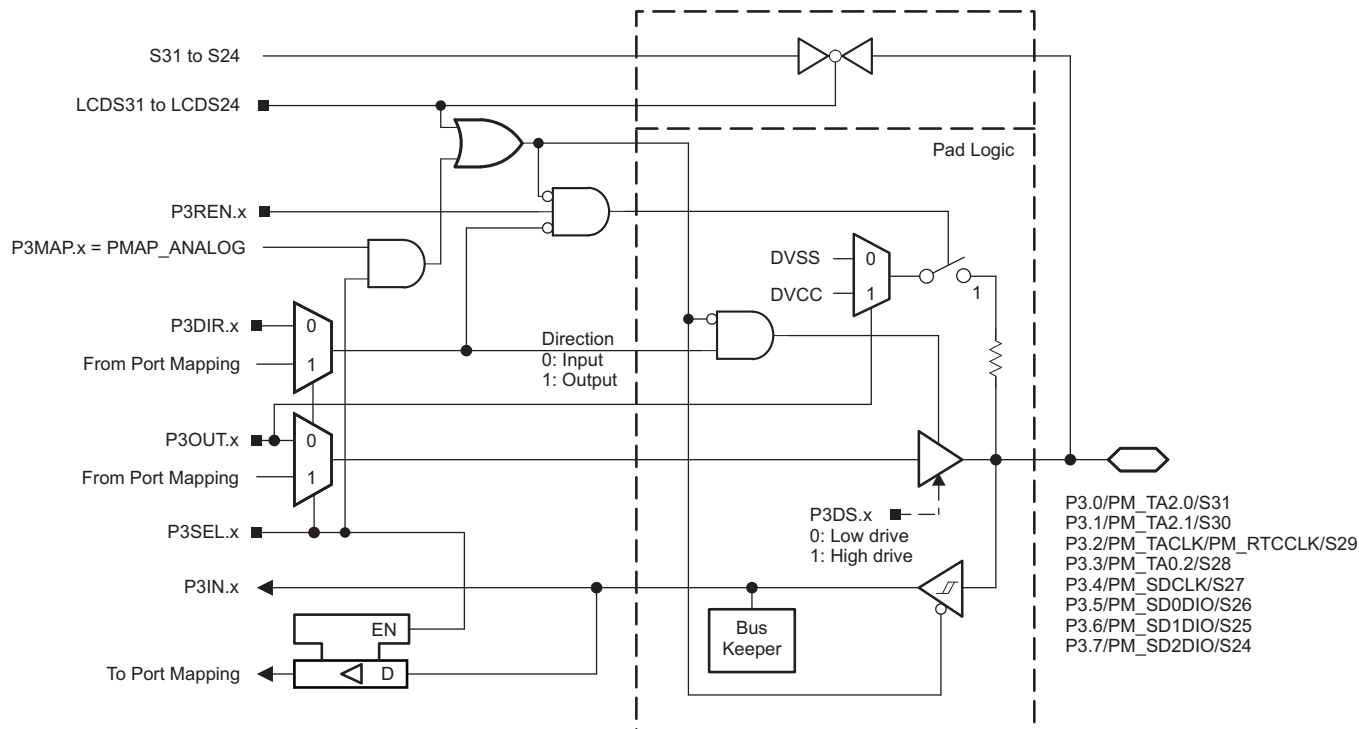 S31 to S24
LCDS31 to LCDS24
Pad Logic
P3REN.x
P3MAP.x = PMAP_ANALOG
DVSS
0
DVCC
1
1
P3DIR.x
0
From Port Mapping
1
Direction
0: Input
1: Output
P3OUT.x
0
From Port Mapping
1
P3SEL.x
P3DS.x
0: Low drive
1: High drive
P3.0/PM_TA2.0/S31
P3.1/PM_TA2.1/S30
P3.2/PM_TACLK/PM_RTCCLK/S29
P3.3/PM_TA0.2/S28
P3.4/PM_SDCLK/S27
P3.5/PM_SD0DIO/S26
P3.6/PM_SD1DIO/S25
P3.7/PM_SD2DIO/S24
P3IN.x
EN
Bus
Keeper
To Port Mapping
D